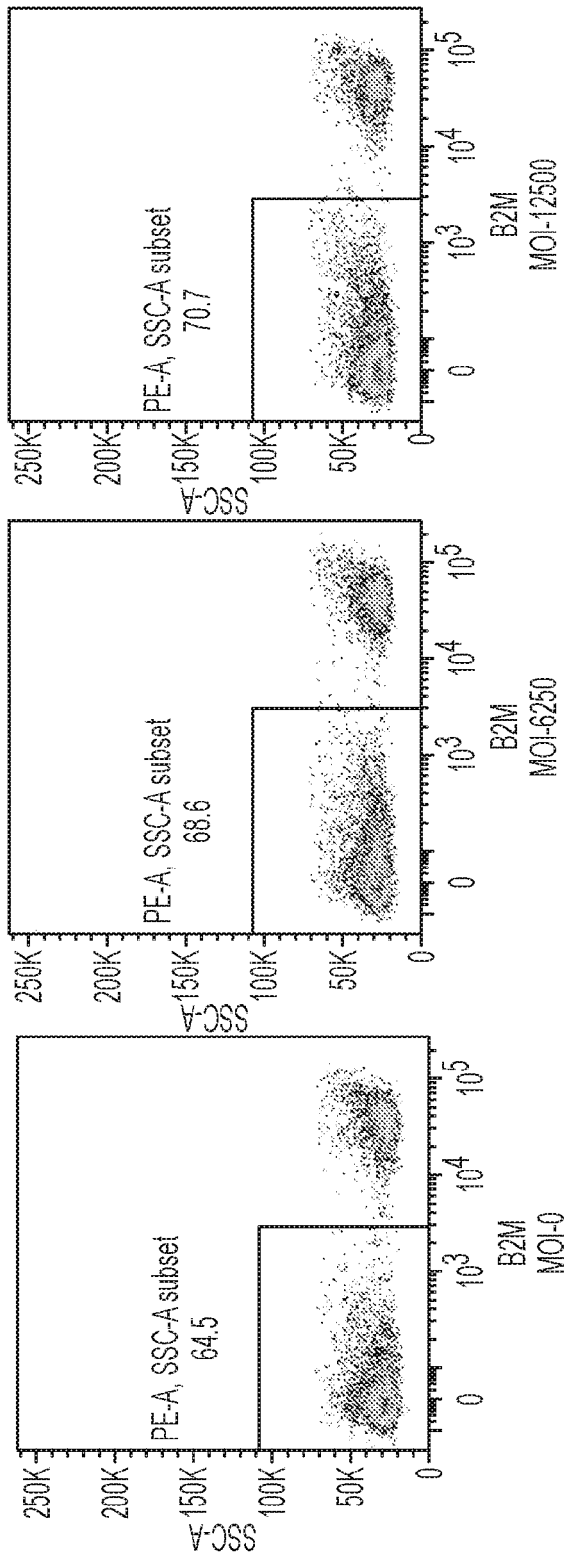 250K
200K
150K
100K
50K
0
SSC-A
PE-A, SSC-A subset
64.5
0 10³ 10⁴ 10⁵
B2M
MOI-0
250K
200K
150K
100K
50K
0
SSC-A
PE-A, SSC-A subset
68.6
0 10³ 10⁴ 10⁵
B2M
MOI-6250
250K
200K
150K
100K
50K
0
SSC-A
PE-A, SSC-A subset
70.7
0 10³ 10⁴ 10⁵
B2M
MOI-12500